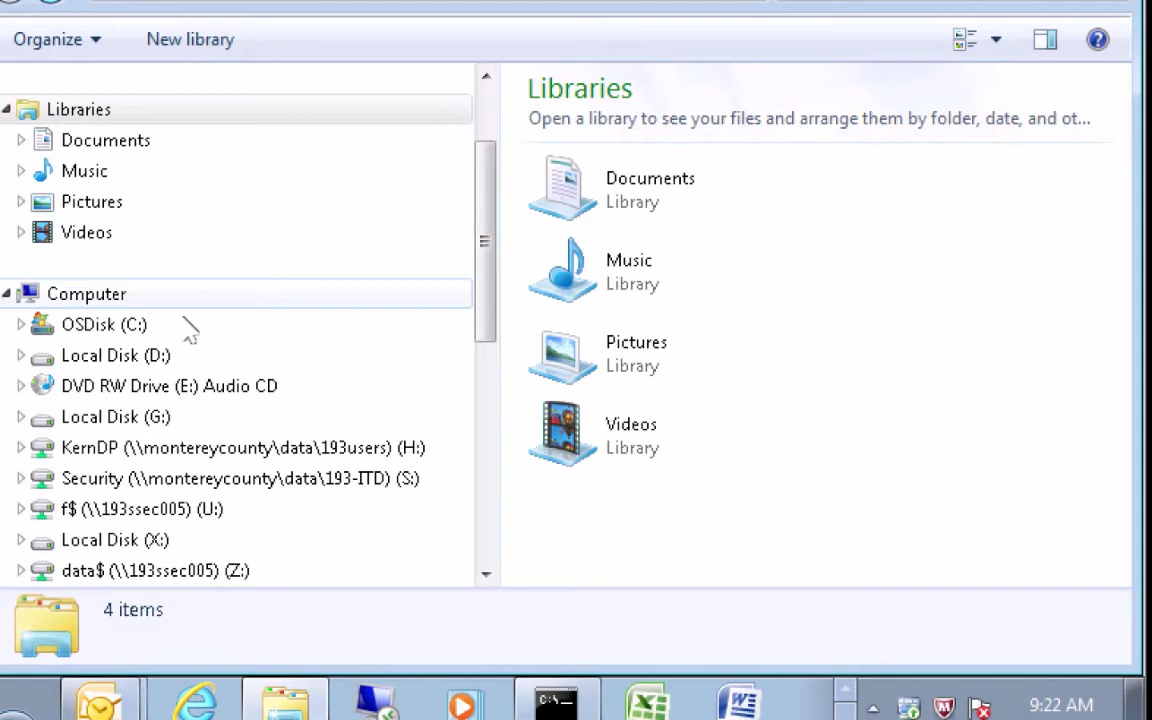 Organize New library
Libraries
Documents
Music
Pictures
Videos
Computer
OSDisk (C:)
Local Disk (D:)
DVD RW Drive (E:) Audio CD
Local Disk (G:)
KernDP (\\montereycounty\data\193users) (H:)
Security (\\montereycounty\data\193-ITD) (S:)
f$ (\\193ssec005) (U:)
Local Disk (X:)
data$ (\\193ssec005) (Z:)
Libraries
Open a library to see your files and arrange them by folder, date, and ot...
Documents
Library
Music
Library
Pictures
Library
Videos
Library
4 items
C:\
9:22 AM